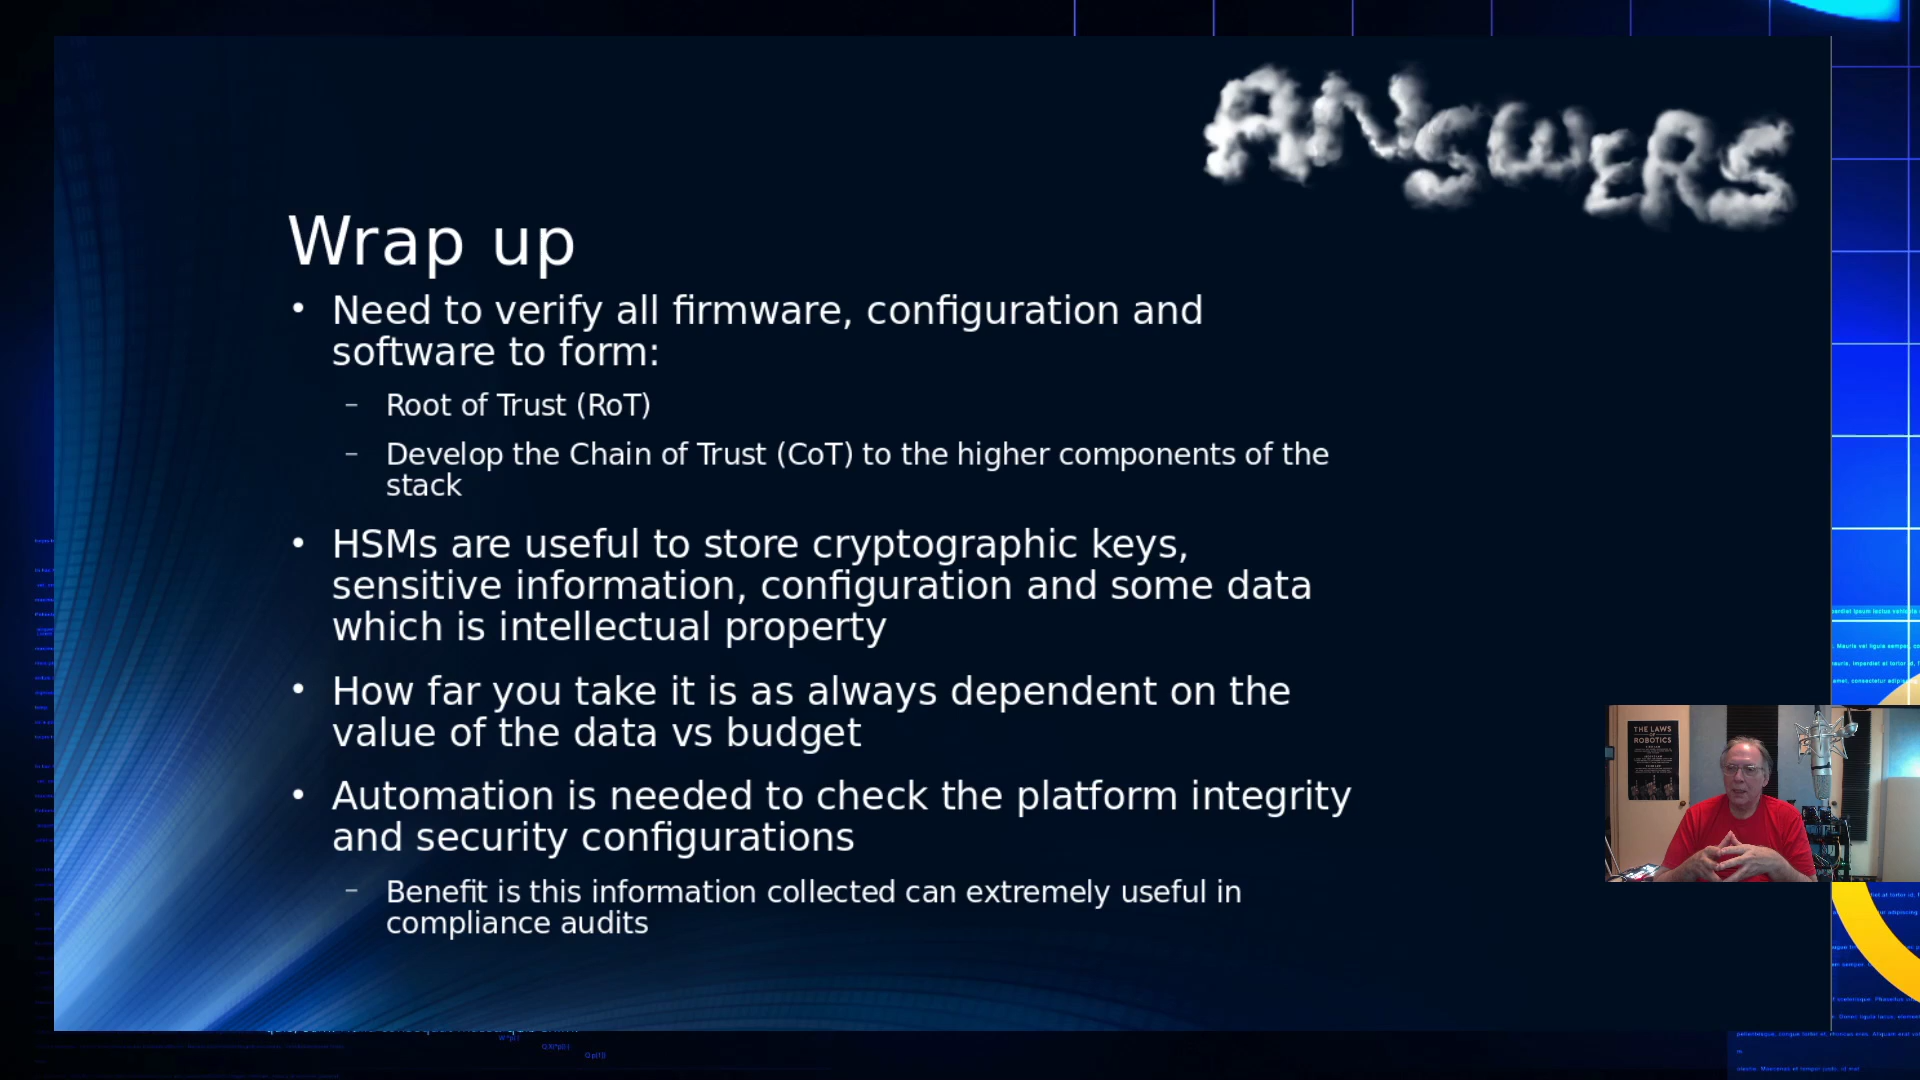 ANSWERS
Wrap up
• Need to verify all firmware, configuration and
software to form:
– Root of Trust (RoT)
– Develop the Chain of Trust (CoT) to the higher components of the
stack
• HSMs are useful to store cryptographic keys,
sensitive information, configuration and some data
which is intellectual property
• How far you take it is as always dependent on the
value of the data vs budget
• Automation is needed to check the platform integrity
and security configurations
– Benefit is this information collected can extremely useful in
compliance audits
THE LAWS
OF
ROBOTICS